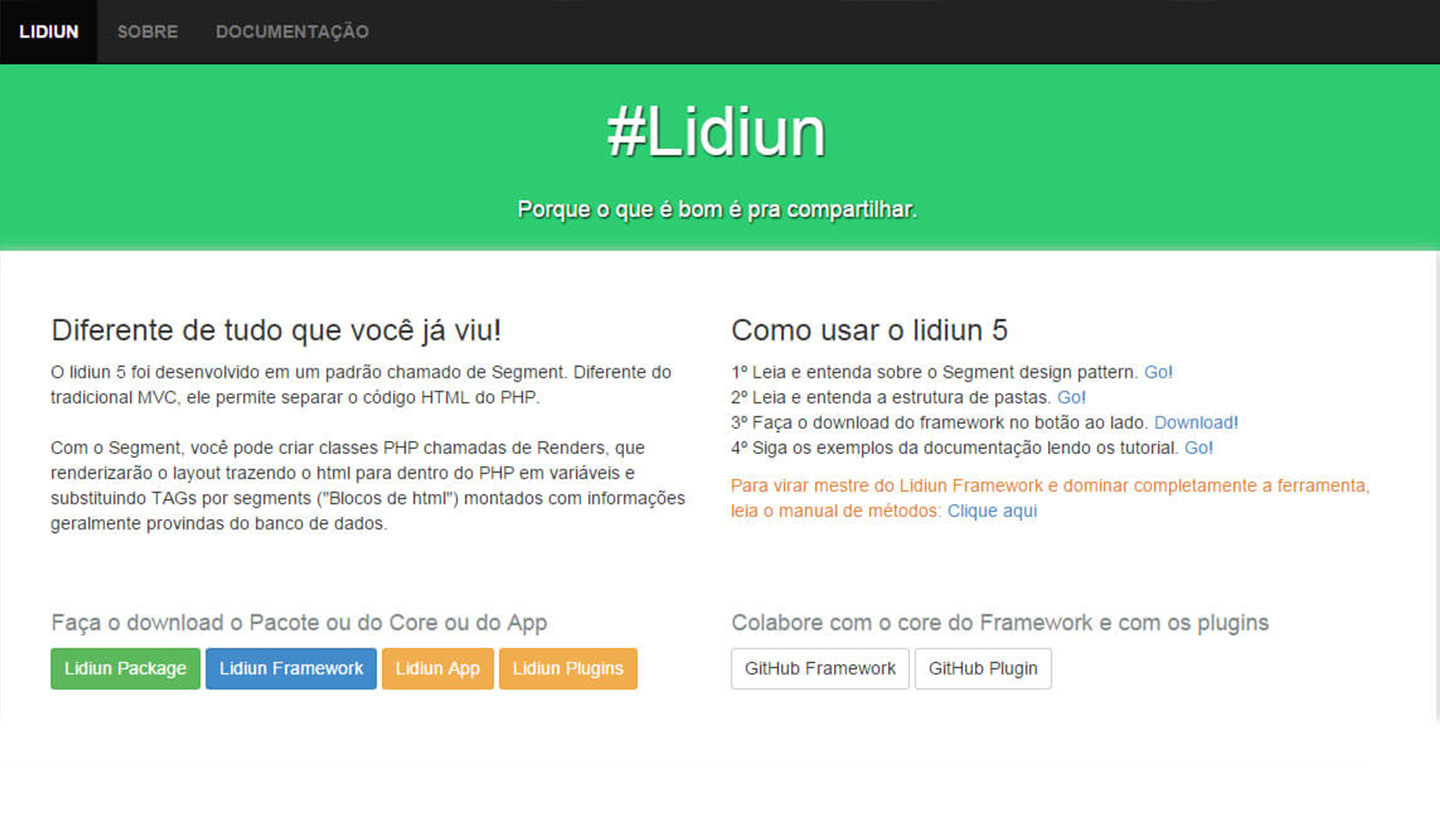 LIDIUN SOBRE DOCUMENTAÇÃO
#Lidiun
Porque o que é bom é pra compartilhar.
Diferente de tudo que você já viu!
O lidiun 5 foi desenvolvido em um padrão chamado de Segment. Diferente do
tradicional MVC, ele permite separar o código HTML do PHP.
Com o Segment, você pode criar classes PHP chamadas de Renders, que
renderizarão o layout trazendo o html para dentro do PHP em variáveis e
substituindo TAGs por segments ("Blocos de html") montados com informações
geralmente provindas do banco de dados.
Como usar o lidiun 5
1º Leia e entenda sobre o Segment design pattern. Go!
2º Leia e entenda a estrutura de pastas. Go!
3º Faça o download do framework no botão ao lado. Download!
4º Siga os exemplos da documentação lendo os tutorial. Go!
Para virar mestre do Lidiun Framework e dominar completamente a ferramenta,
leia o manual de métodos: Clique aqui
Faça o download o Pacote ou do Core ou do App
Lidiun Package Lidiun Framework Lidiun App Lidiun Plugins
Colabore com o core do Framework e com os plugins
GitHub Framework GitHub Plugin